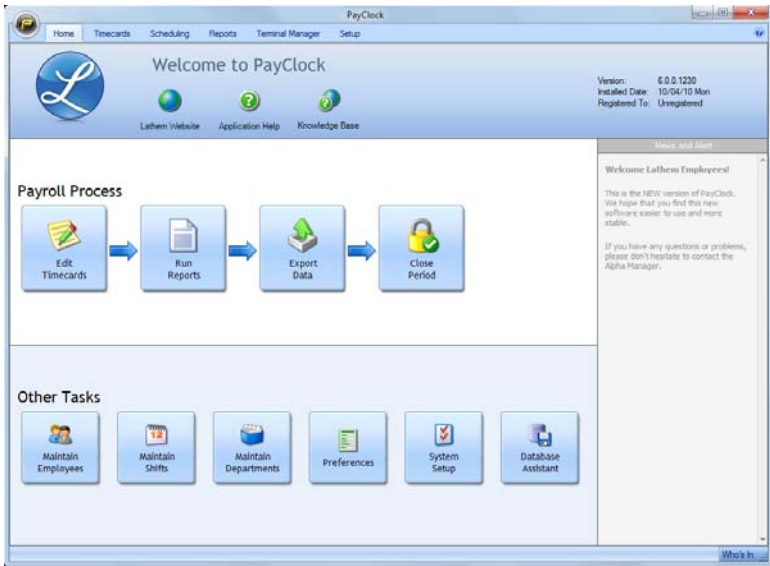 PayClock
Home Timecards Scheduling Reports Terminal Manager Setup
Welcome to PayClock
Lathem Website Application Help Knowledge Base
Version: 6.0.0.1230
Installed Date: 10/04/10 Mon
Registered To: Unregistered
News and Alert
Welcome Lathem Employees!
This is the NEW version of PayClock.
We hope that you find this new
software easier to use and more
stable.
If you have any questions or problems,
please don't hesitate to contact the
Alpha Manager.
Payroll Process
Edit
Timecards
Run
Reports
Export
Data
Close
Period
Other Tasks
Maintain
Employees
12
Maintain
Shifts
Maintain
Departments
Preferences
System
Setup
Database
Assistant
Who's In